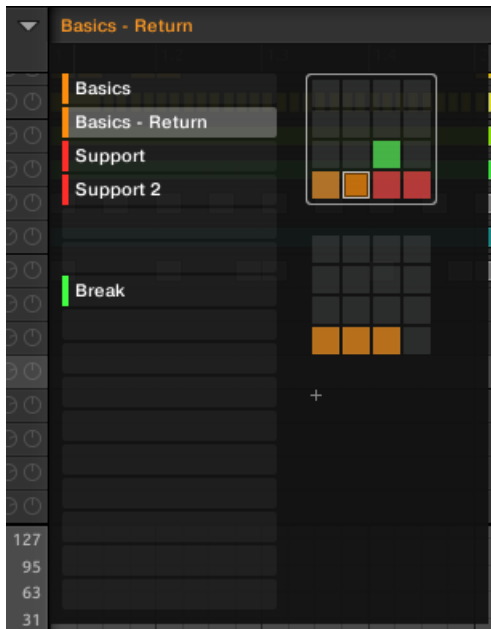 Basics - Return
Basics
Basics - Return
Support
Support 2
Break
+
127
95
63
31